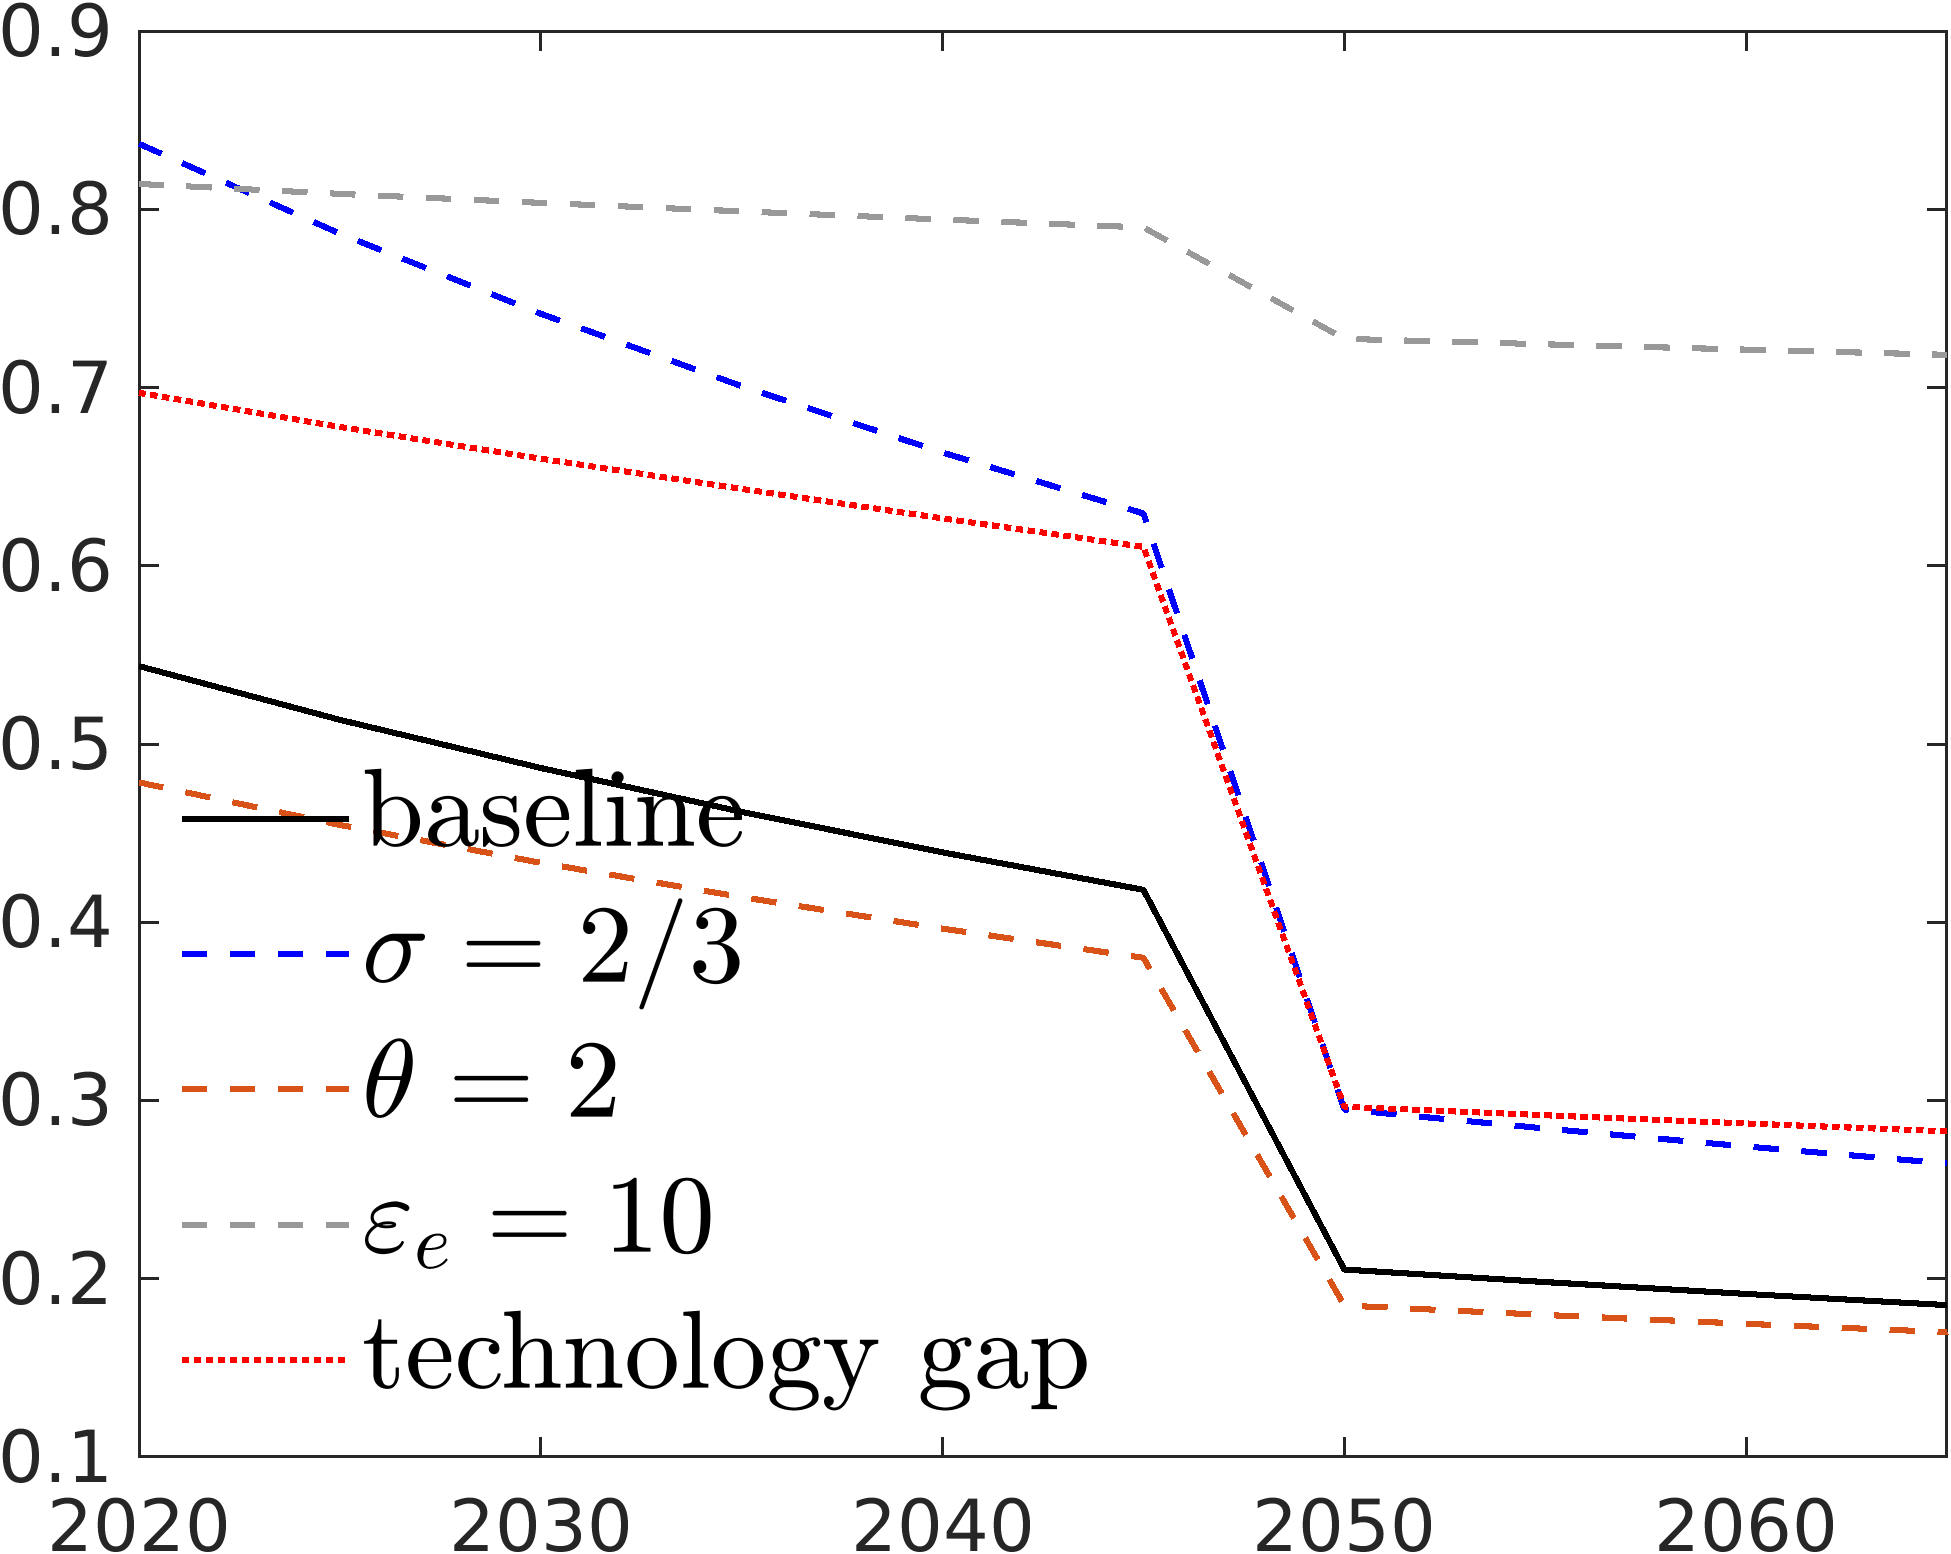 0.9
0.8
0.7
0.6
0.5
0.4
0.3
0.2
0.1
baseline
σ = 2/3
θ = 2
εₑ = 10
technology gap
2020 2030 2040 2050 2060